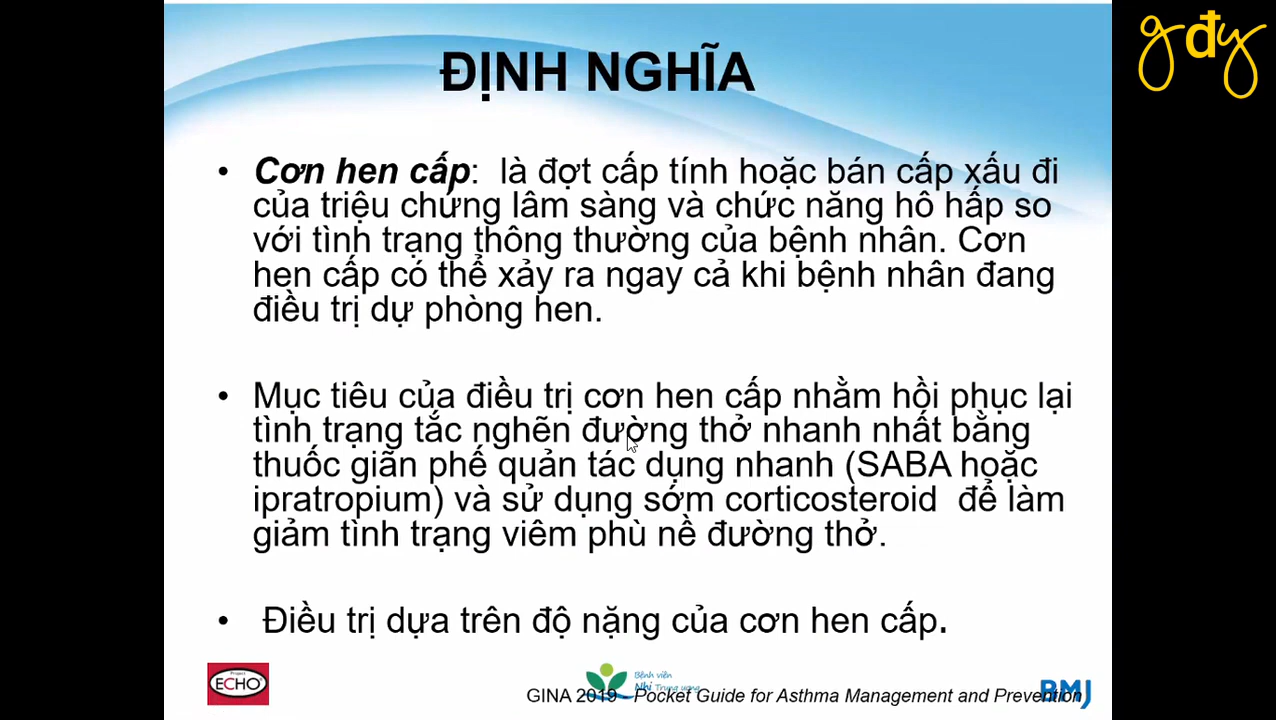 gđy
ĐỊNH NGHĨA
• Cơn hen cấp: là đợt cấp tính hoặc bán cấp xấu đi
của triệu chứng lâm sàng và chức năng hô hấp so
với tình trạng thông thường của bệnh nhân. Cơn
hen cấp có thể xảy ra ngay cả khi bệnh nhân đang
điều trị dự phòng hen.
• Mục tiêu của điều trị cơn hen cấp nhằm hồi phục lại
tình trạng tắc nghẽn đường thở nhanh nhất bằng
thuốc giãn phế quản tác dụng nhanh (SABA hoặc
ipratropium) và sử dụng sớm corticosteroid để làm
giảm tình trạng viêm phù nề đường thở.
• Điều trị dựa trên độ nặng của cơn hen cấp.
Project
ECHO
Bệnh viện
Nhi Trung ương
GINA 2019 - Pocket Guide for Asthma Management and Prevention
BMJ